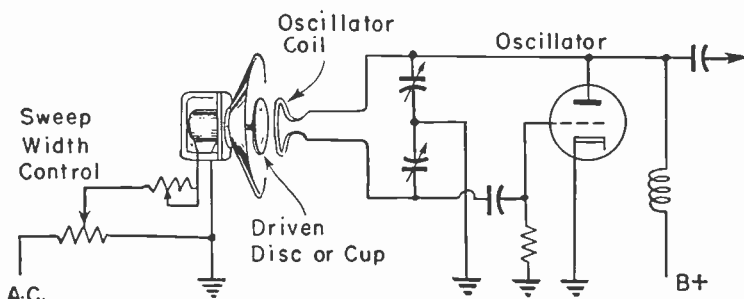 Oscillator
Coil
Oscillator
Sweep
Width
Control
Driven
Disc or Cup
A.C.
B+